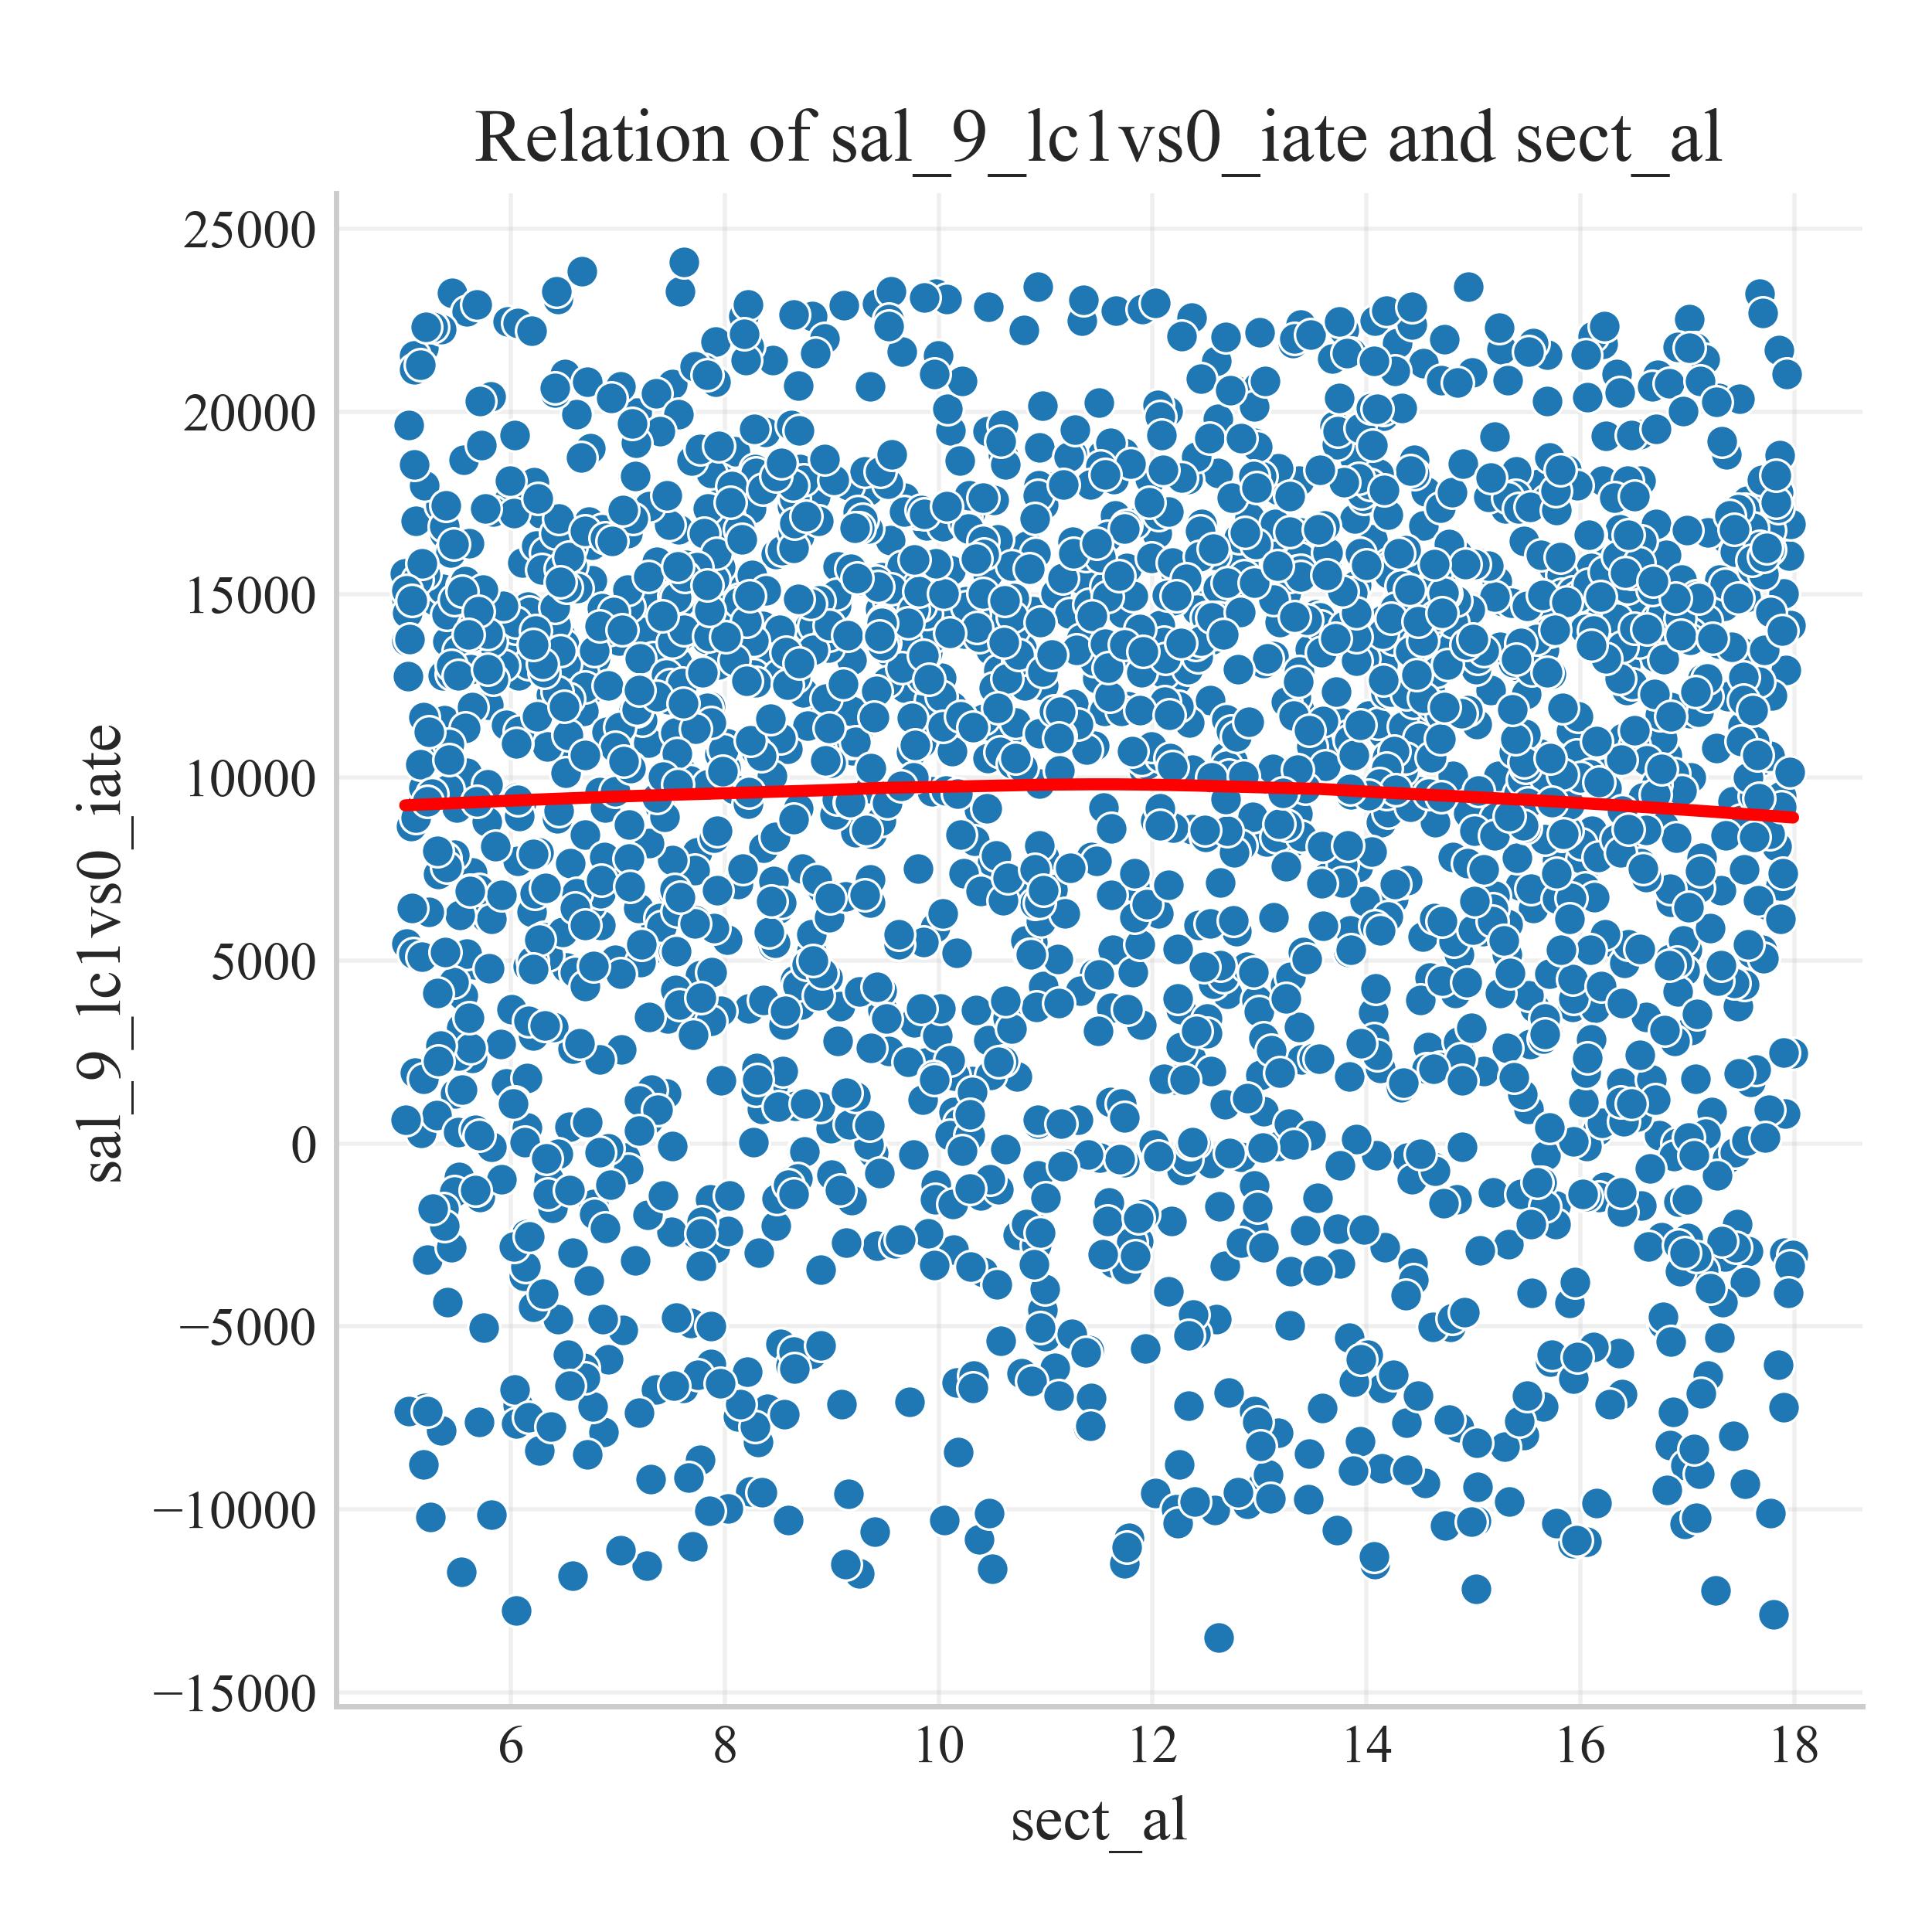 Relation of sal_9_lc1vs0_iate and sect_al
25000
20000
15000
10000
5000
0
−5000
−10000
−15000
sal_9_lc1vs0_iate
6 8 10 12 14 16 18
sect_al